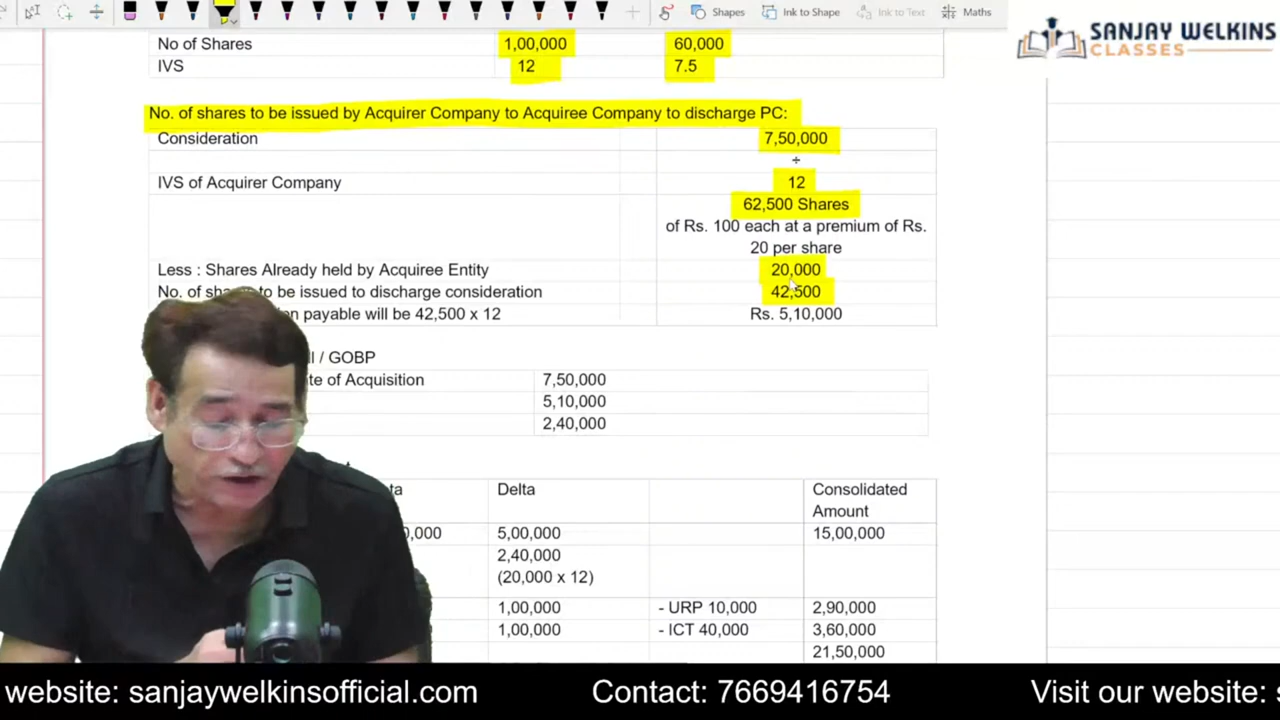 Shapes Ink to Shape Ink to Text Maths
SANJAY WELKINS
CLASSES
No of Shares 1,00,000 60,000
IVS 12 7.5
No. of shares to be issued by Acquirer Company to Acquiree Company to discharge PC:
Consideration 7,50,000
÷
IVS of Acquirer Company 12
62,500 Shares
of Rs. 100 each at a premium of Rs.
20 per share
Less : Shares Already held by Acquiree Entity 20,000
No. of to be issued to discharge consideration 42,500
payable will be 42,500 x 12 Rs. 5,10,000
/ GOBP
of Acquisition 7,50,000
5,10,000
2,40,000
Delta Consolidated
Amount
5,00,000 15,00,000
2,40,000
(20,000 x 12)
1,00,000 - URP 10,000 2,90,000
1,00,000 - ICT 40,000 3,60,000
21,50,000
website: sanjaywelkinsofficial.com Contact: 7669416754 Visit our website: